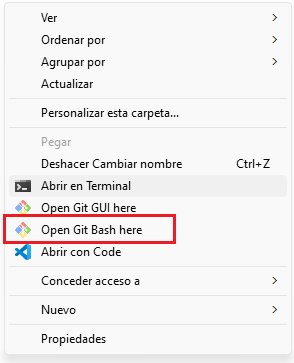 Ver
Ordenar por
Agrupar por
Actualizar
Personalizar esta carpeta...
Pegar
Deshacer Cambiar nombre Ctrl+Z
Abrir en Terminal
Open Git GUI here
Open Git Bash here
Abrir con Code
Conceder acceso a
Nuevo
Propiedades